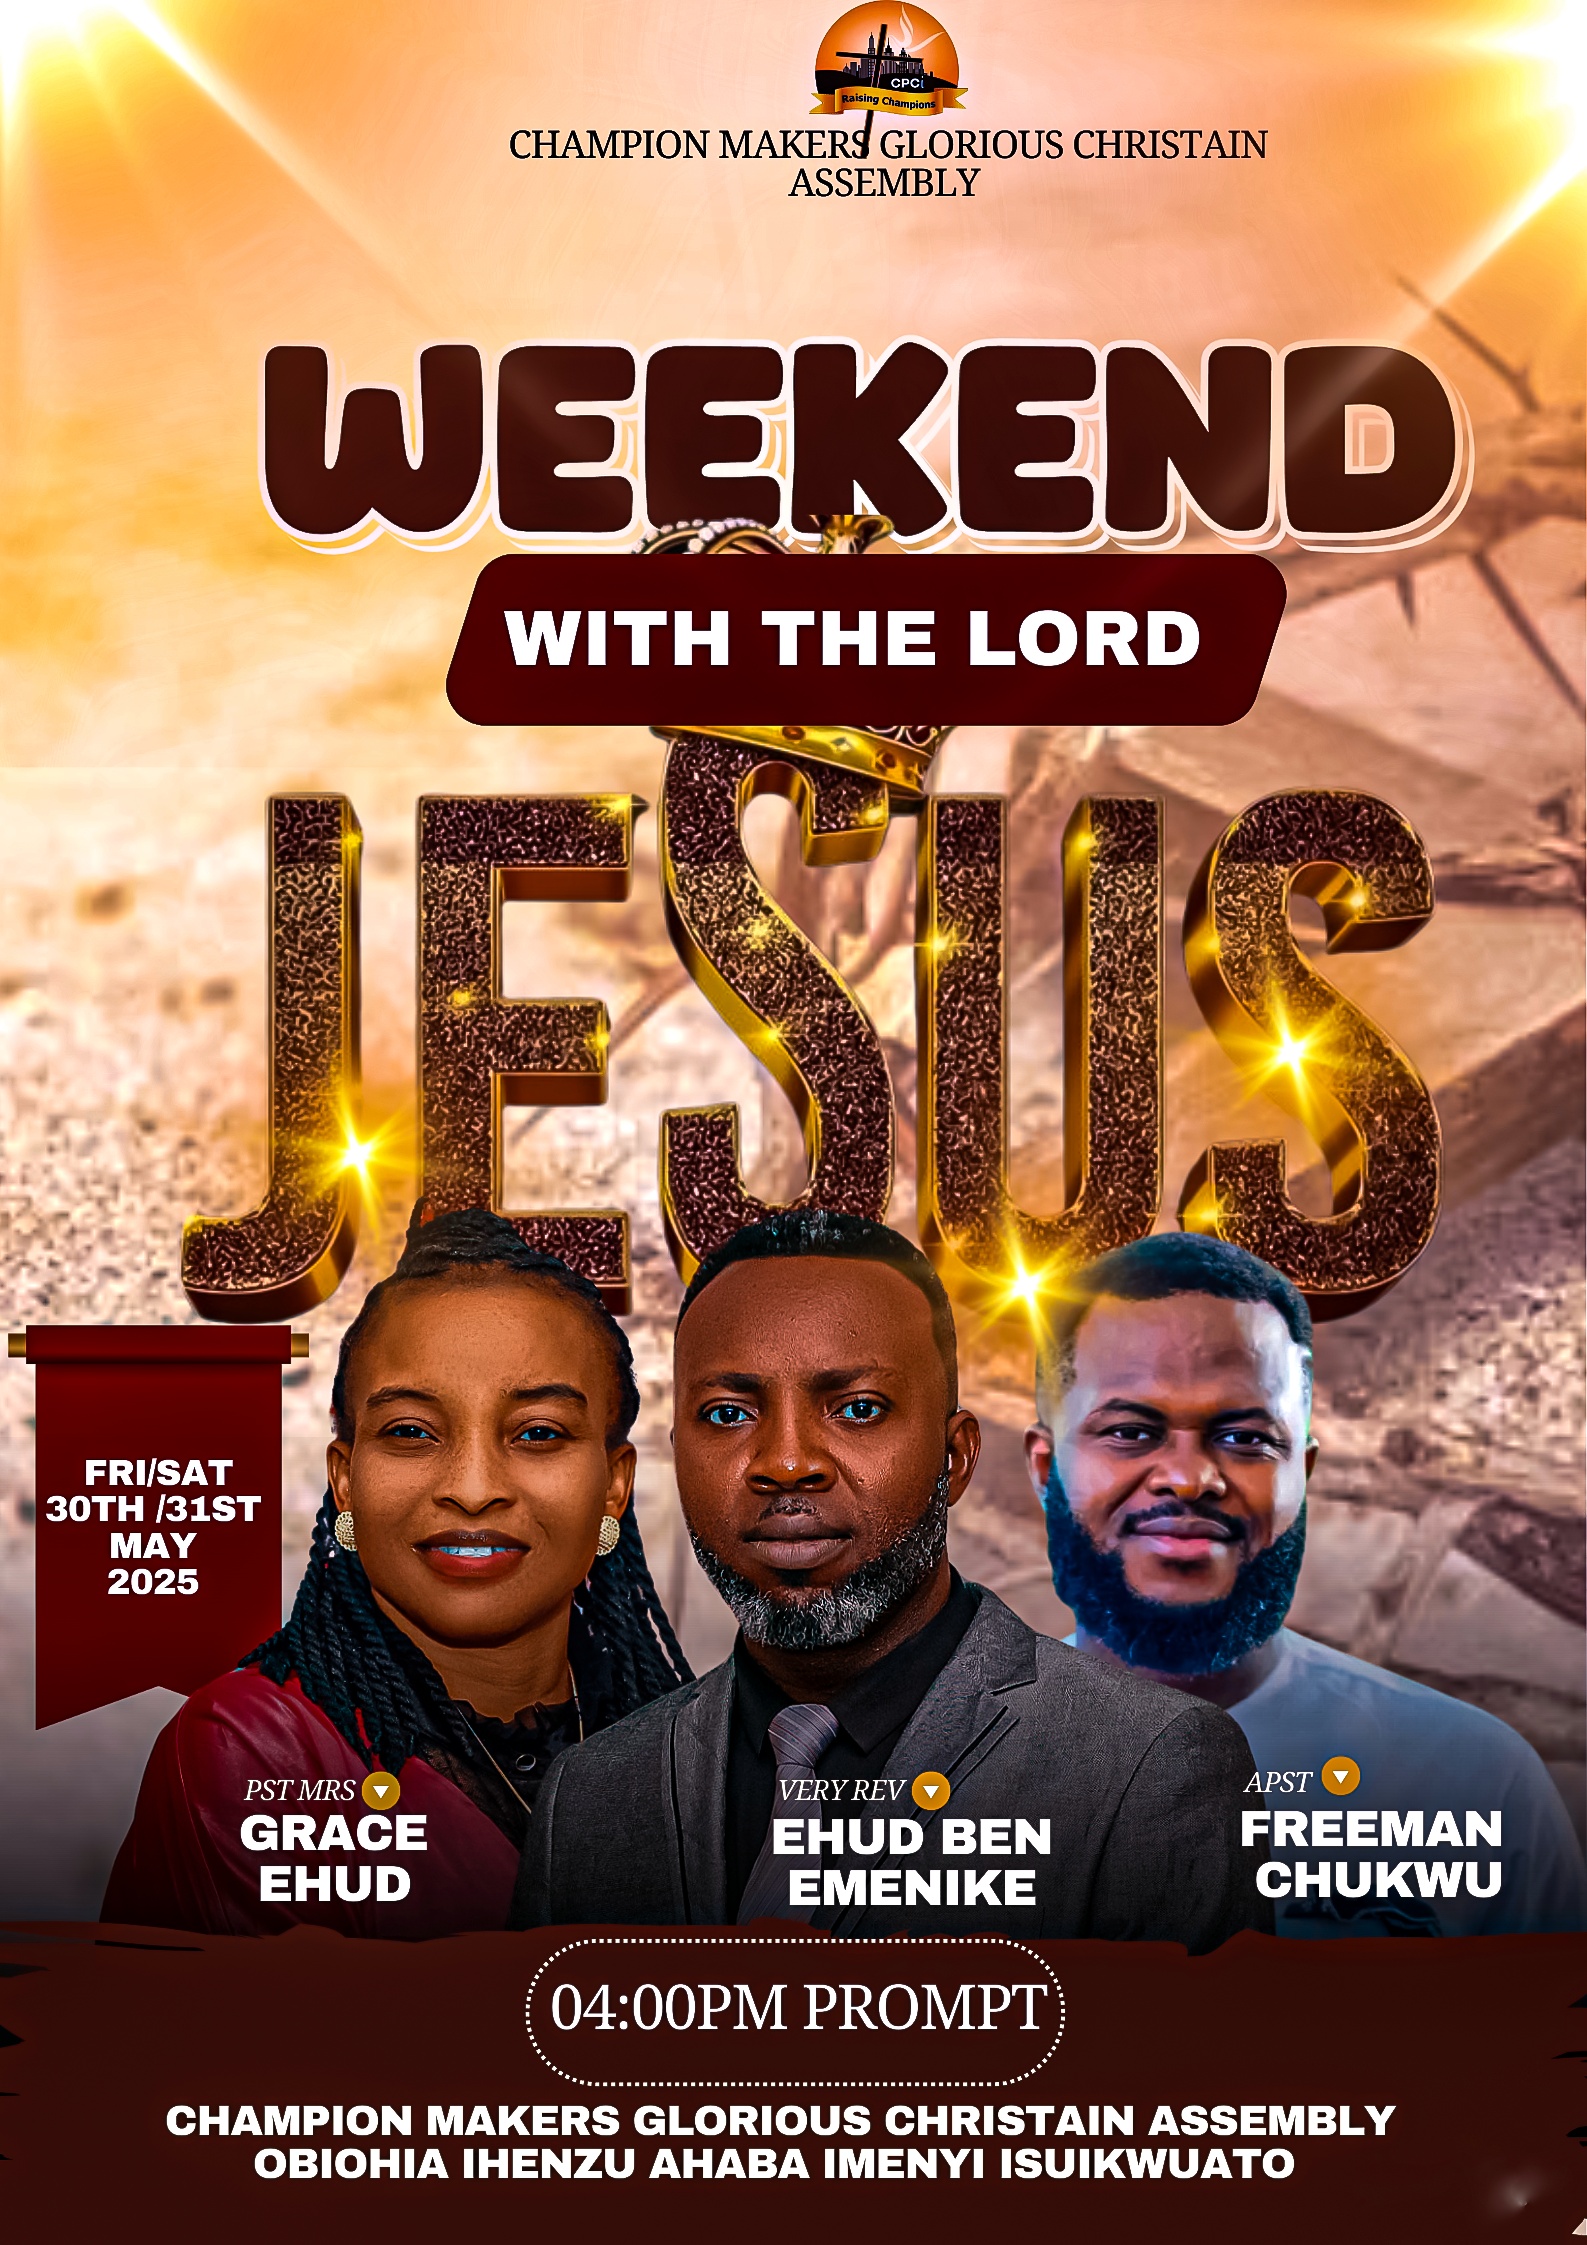 CPCi
Raising Champions
CHAMPION MAKERS GLORIOUS CHRISTAIN
ASSEMBLY
WEEKEND
WITH THE LORD
JESUS
FRI/SAT
30TH /31ST
MAY
2025
PST MRS
GRACE
EHUD
VERY REV
EHUD BEN
EMENIKE
APST
FREEMAN
CHUKWU
04:00PM PROMPT
CHAMPION MAKERS GLORIOUS CHRISTAIN ASSEMBLY
OBIOHIA IHENZU AHABA IMENYI ISUIKWUATO